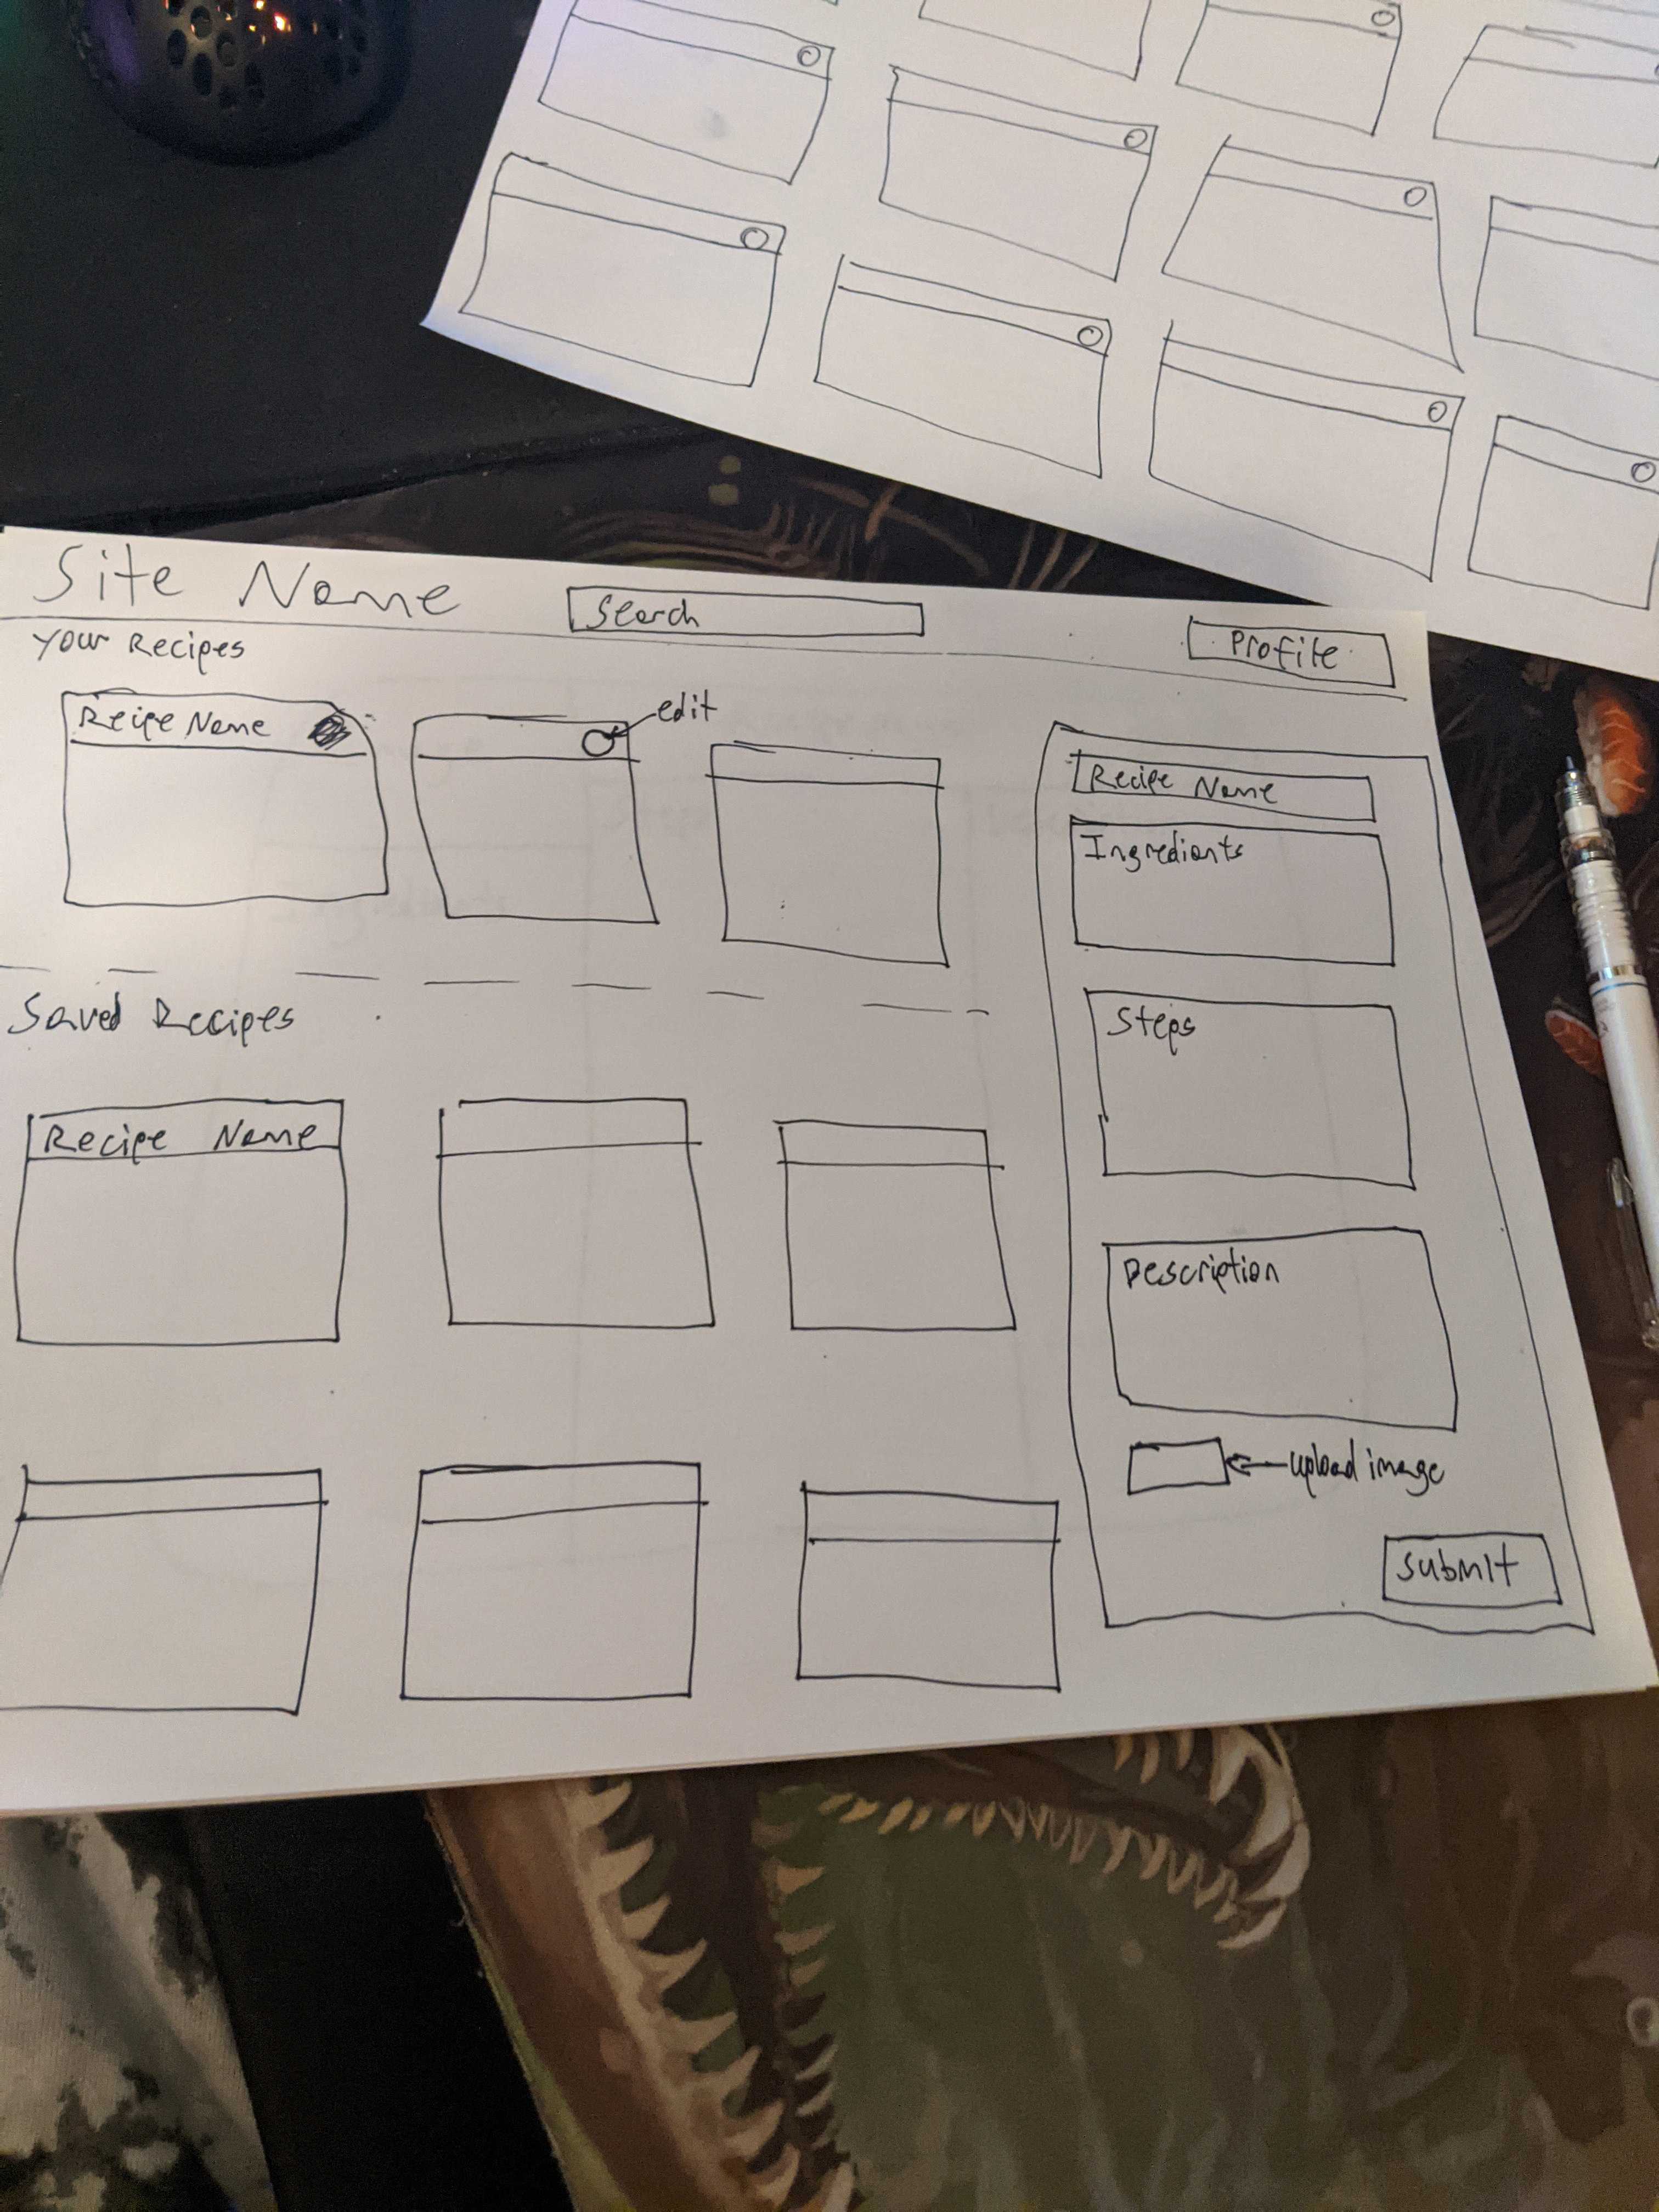 Site Name
Search
Profile
Your Recipes
Recipe Name
edit
Saved Recipes
Recipe Name
Recipe Name
Ingredients
Steps
Description
upload image
Submit